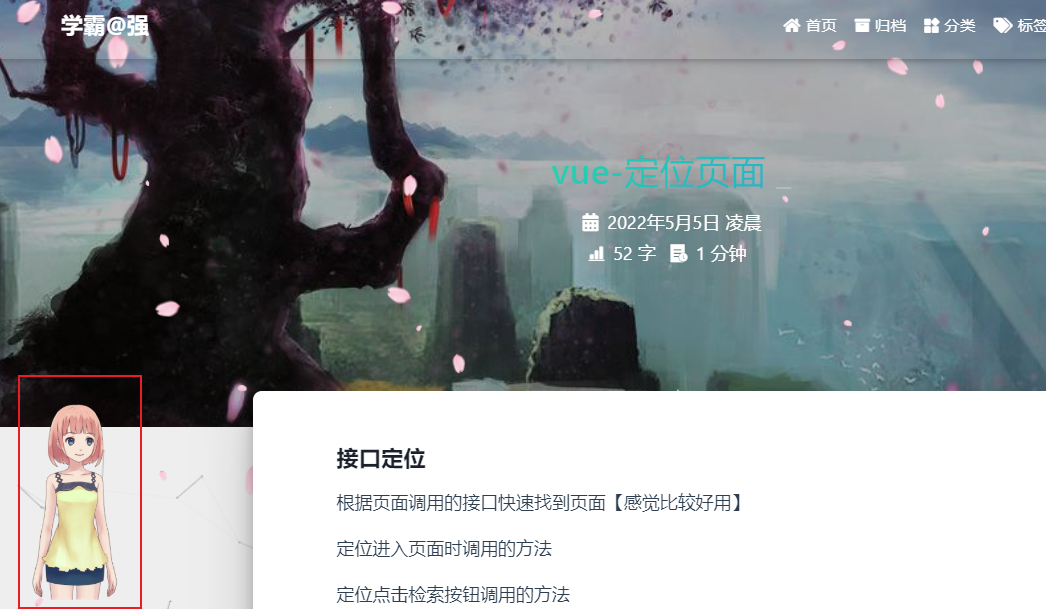 学霸@强
首页 归档 分类 标签
vue-定位页面 _
2022年5月5日 凌晨
52 字 1 分钟
接口定位
根据页面调用的接口快速找到页面【感觉比较好用】
定位进入页面时调用的方法
定位点击检索按钮调用的方法